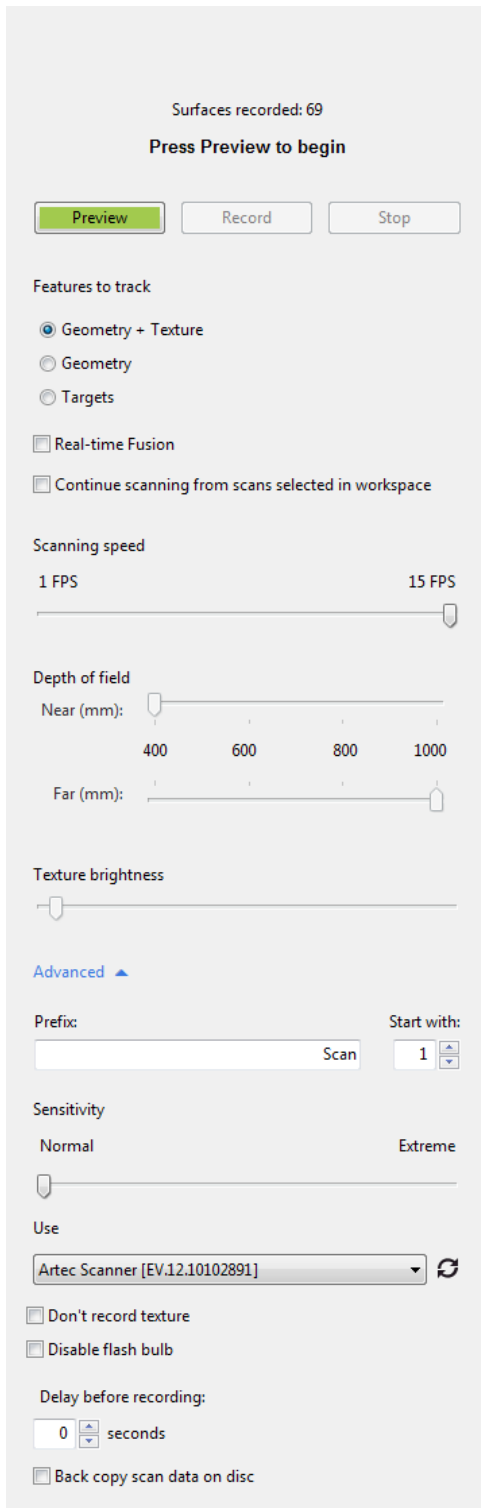 Surfaces recorded: 69
Press Preview to begin
Preview Record Stop
Features to track
Geometry + Texture
Geometry
Targets
Real-time Fusion
Continue scanning from scans selected in workspace
Scanning speed
1 FPS 15 FPS
Depth of field
Near (mm):
400 600 800 1000
Far (mm):
Texture brightness
Advanced
Prefix: Start with:
Scan 1
Sensitivity
Normal Extreme
Use
Artec Scanner [EV.12.10102891]
Don't record texture
Disable flash bulb
Delay before recording:
0 seconds
Back copy scan data on disc